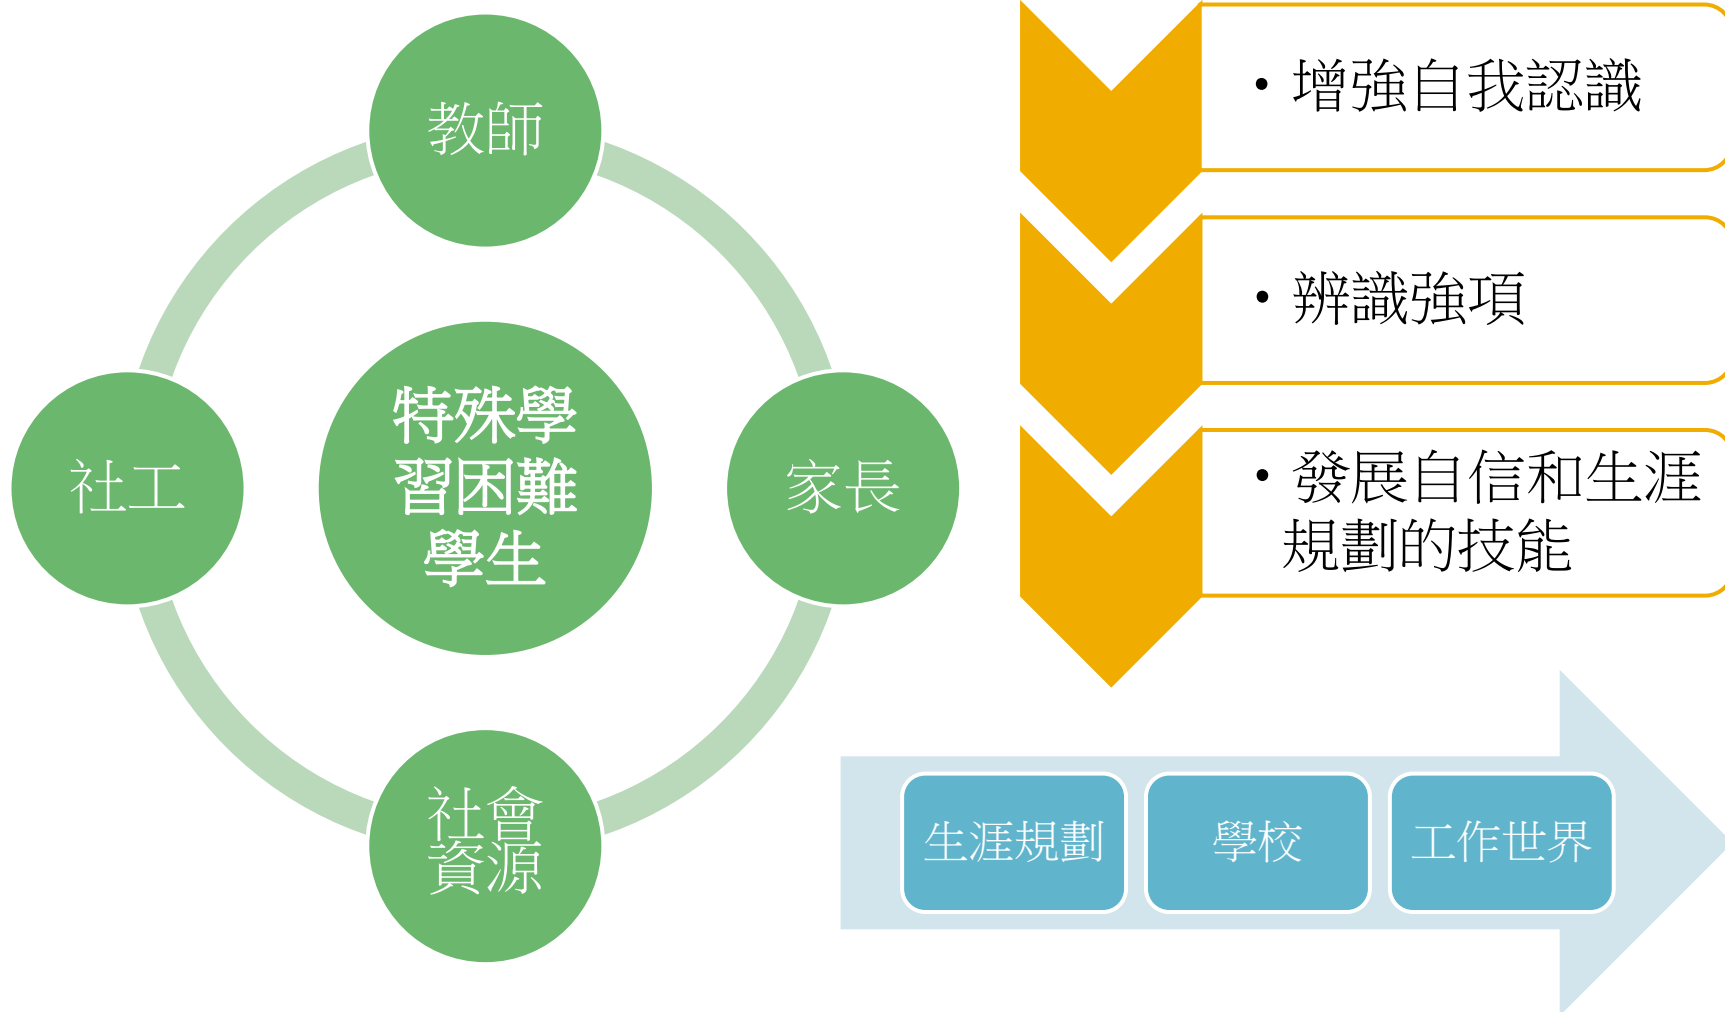 教師
社工
特殊學
習困難
學生
家長
社會
資源
• 增強自我認識
• 辨識強項
• 發展自信和生涯
規劃的技能
生涯規劃
學校
工作世界